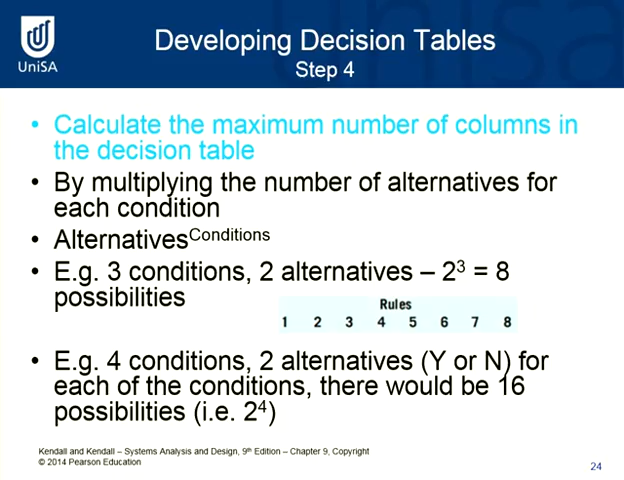 UniSA
Developing Decision Tables
Step 4
• Calculate the maximum number of columns in
the decision table
• By multiplying the number of alternatives for
each condition
• Alternatives^Conditions
• E.g. 3 conditions, 2 alternatives – 2³ = 8
possibilities
Rules
1 2 3 4 5 6 7 8
• E.g. 4 conditions, 2 alternatives (Y or N) for
each of the conditions, there would be 16
possibilities (i.e. 2⁴)
Kendall and Kendall – Systems Analysis and Design, 9th Edition – Chapter 9, Copyright
© 2014 Pearson Education
24